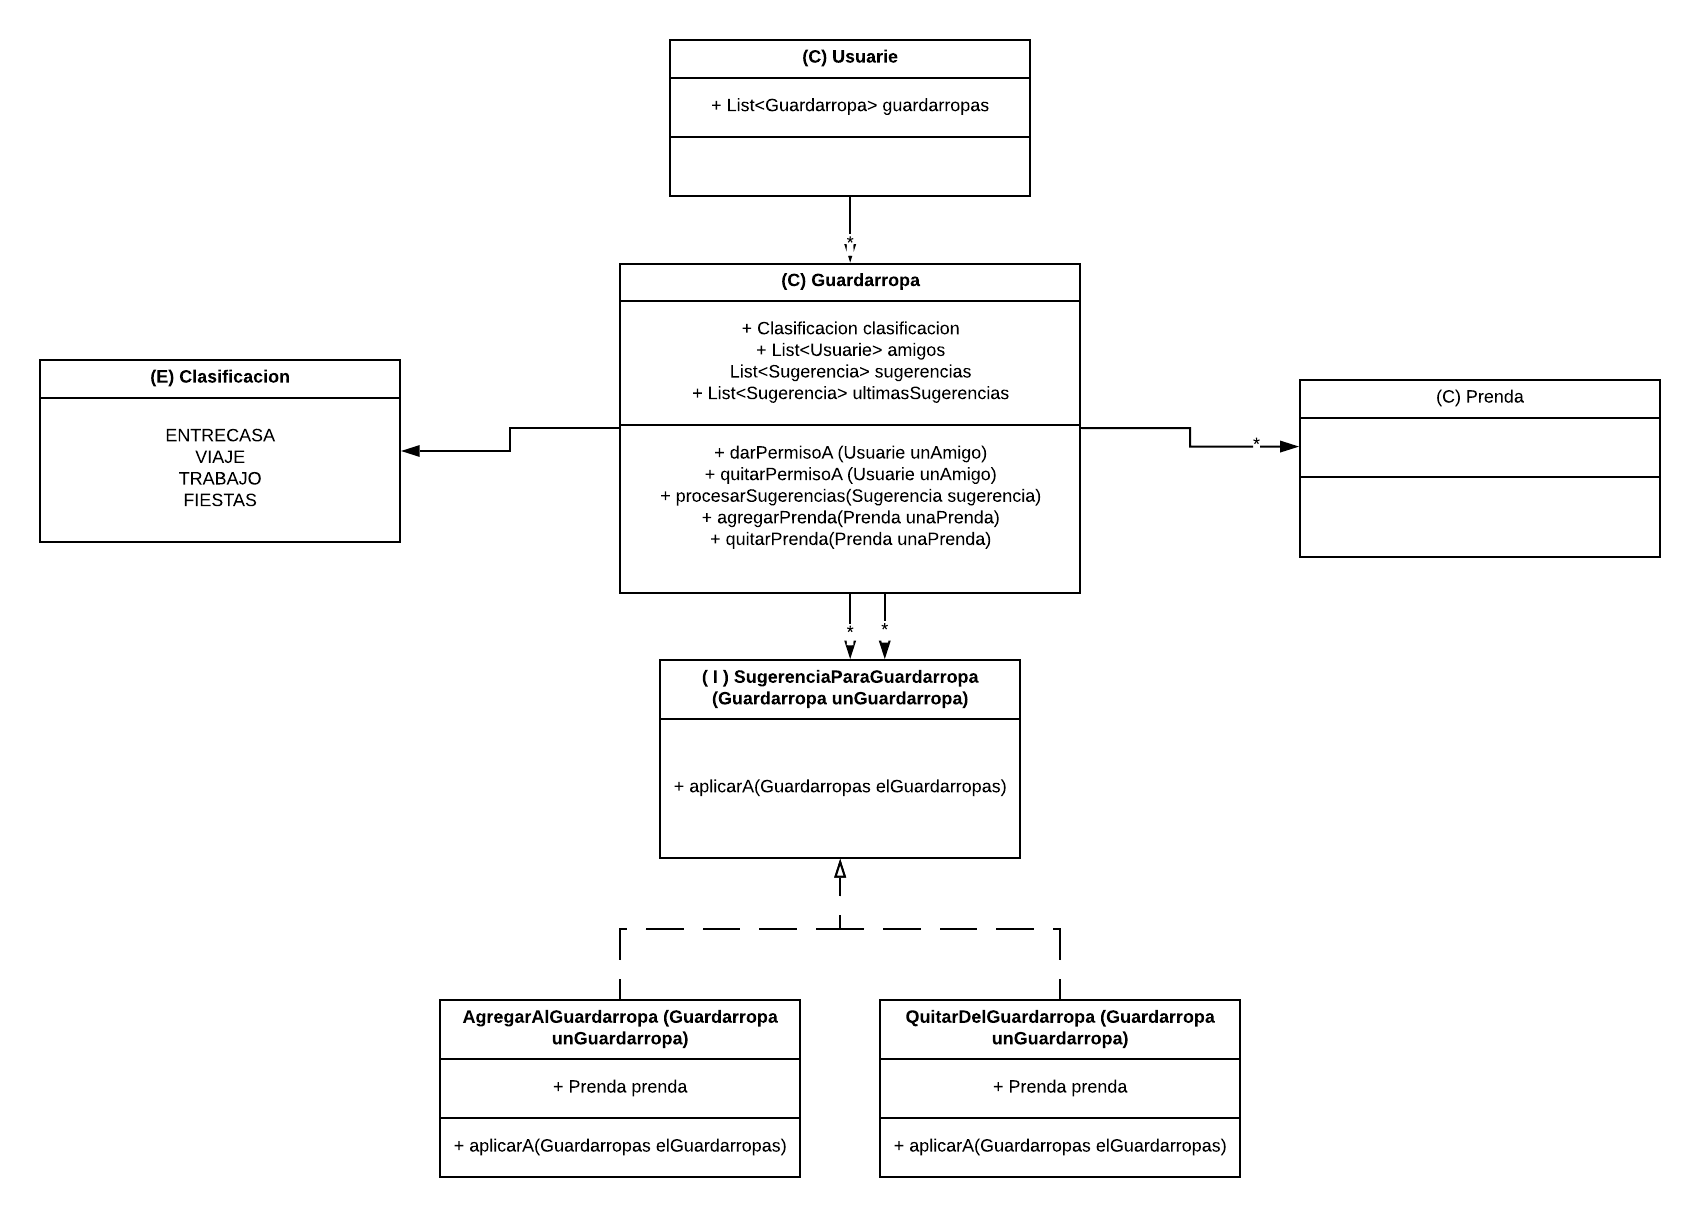 (C) Usuarie
+ List<Guardarropa> guardarropas
*
(C) Guardarropa
+ Clasificacion clasificacion
+ List<Usuarie> amigos
List<Sugerencia> sugerencias
+ List<Sugerencia> ultimasSugerencias
+ darPermisoA (Usuarie unAmigo)
+ quitarPermisoA (Usuarie unAmigo)
+ procesarSugerencias(Sugerencia sugerencia)
+ agregarPrenda(Prenda unaPrenda)
+ quitarPrenda(Prenda unaPrenda)
(E) Clasificacion
ENTRECASA
VIAJE
TRABAJO
FIESTAS
*
(C) Prenda
* *
( I ) SugerenciaParaGuardarropa
(Guardarropa unGuardarropa)
+ aplicarA(Guardarropas elGuardarropas)
AgregarAlGuardarropa (Guardarropa
unGuardarropa)
+ Prenda prenda
+ aplicarA(Guardarropas elGuardarropas)
QuitarDelGuardarropa (Guardarropa
unGuardarropa)
+ Prenda prenda
+ aplicarA(Guardarropas elGuardarropas)